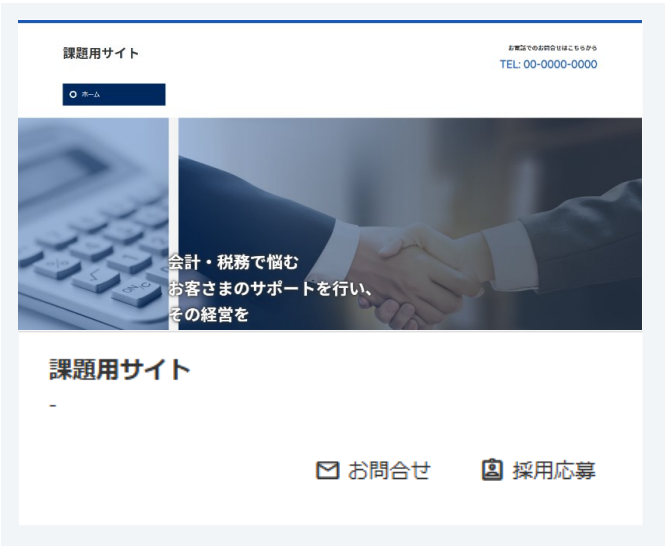 課題用サイト
お電話でのお問合せはこちらから
TEL: 00-0000-0000
ホーム
会計・税務で悩む
お客さまのサポートを行い、
その経営を
課題用サイト
-
お問合せ
採用応募